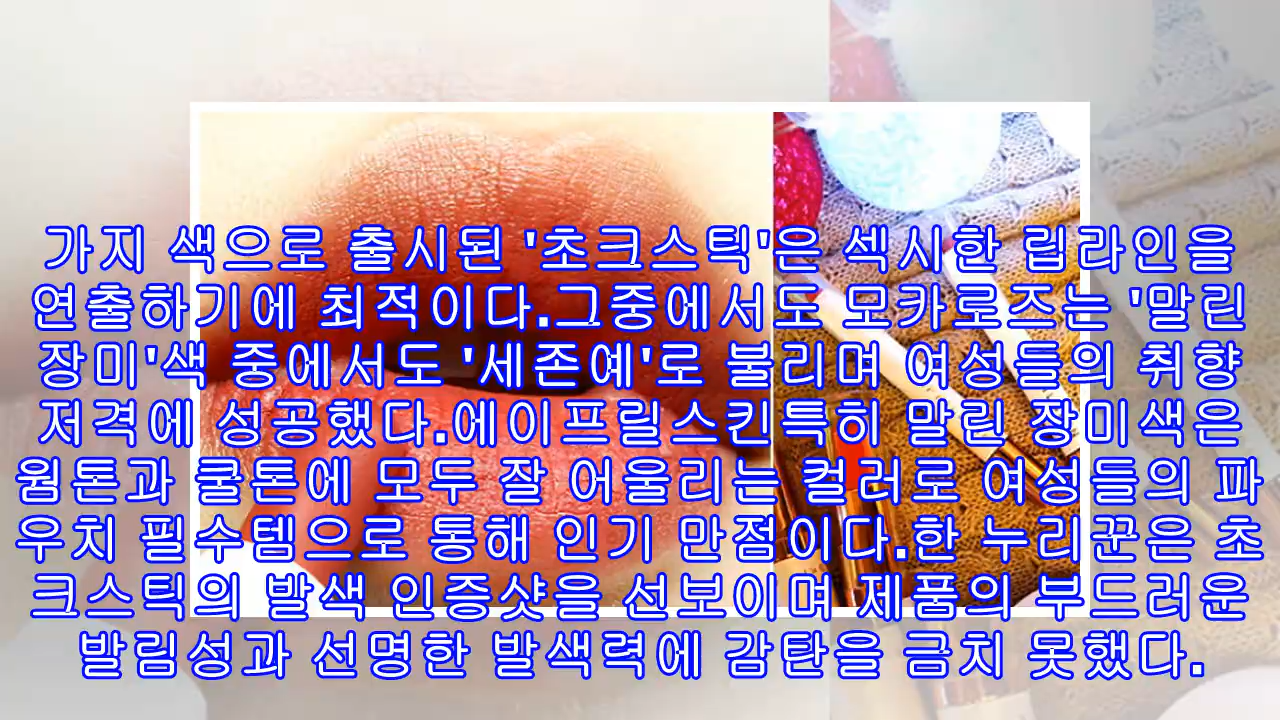 가지 색으로 출시된 '초크스틱'은 섹시한 립라인을
연출하기에 최적이다.그중에서도 모카로즈는 '말린
장미'색 중에서도 '세존예'로 불리며 여성들의 취향
저격에 성공했다.에이프릴스킨특히 말린 장미색은
웜톤과 쿨톤에 모두 잘 어울리는 컬러로 여성들의 파
우치 필수템으로 통해 인기 만점이다.한 누리꾼은 초
크스틱의 발색 인증샷을 선보이며 제품의 부드러운
발림성과 선명한 발색력에 감탄을 금치 못했다.